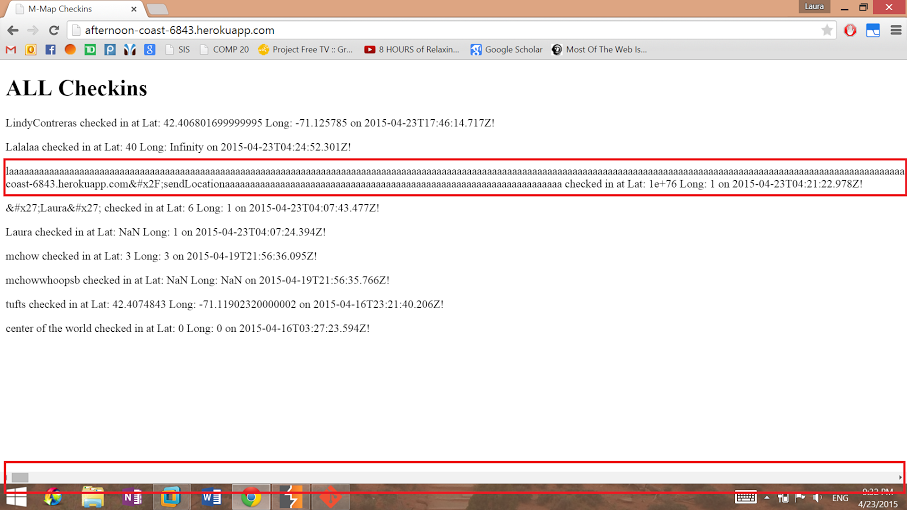 M-Map Checkins
Laura
afternoon-coast-6843.herokuapp.com
SIS
COMP 20
Project Free TV :: Gr...
8 HOURS of Relaxin...
Google Scholar
Most Of The Web Is...
ALL Checkins
LindyContreras checked in at Lat: 42.406801699999995 Long: -71.125785 on 2015-04-23T17:46:14.717Z!
Lalalaa checked in at Lat: 40 Long: Infinity on 2015-04-23T04:24:52.301Z!
coast-6843.herokuapp.com&#x2F;sendLocationaaaaaaaaaaaaaaaaaaaaaaaaaaaaaaaaaaaaaaaaaaaaaaaaaaaaaaaaaaaaaaaaaaa checked in at Lat: 1e+76 Long: 1 on 2015-04-23T04:21:22.978Z!
&#x27;Laura&#x27; checked in at Lat: 6 Long: 1 on 2015-04-23T04:07:43.477Z!
Laura checked in at Lat: NaN Long: 1 on 2015-04-23T04:07:24.394Z!
mchow checked in at Lat: 3 Long: 3 on 2015-04-19T21:56:36.095Z!
mchowwhoopsb checked in at Lat: NaN Long: NaN on 2015-04-19T21:56:35.766Z!
tufts checked in at Lat: 42.4074843 Long: -71.11902320000002 on 2015-04-16T23:21:40.206Z!
center of the world checked in at Lat: 0 Long: 0 on 2015-04-16T03:27:23.594Z!
ENG
4/23/2015